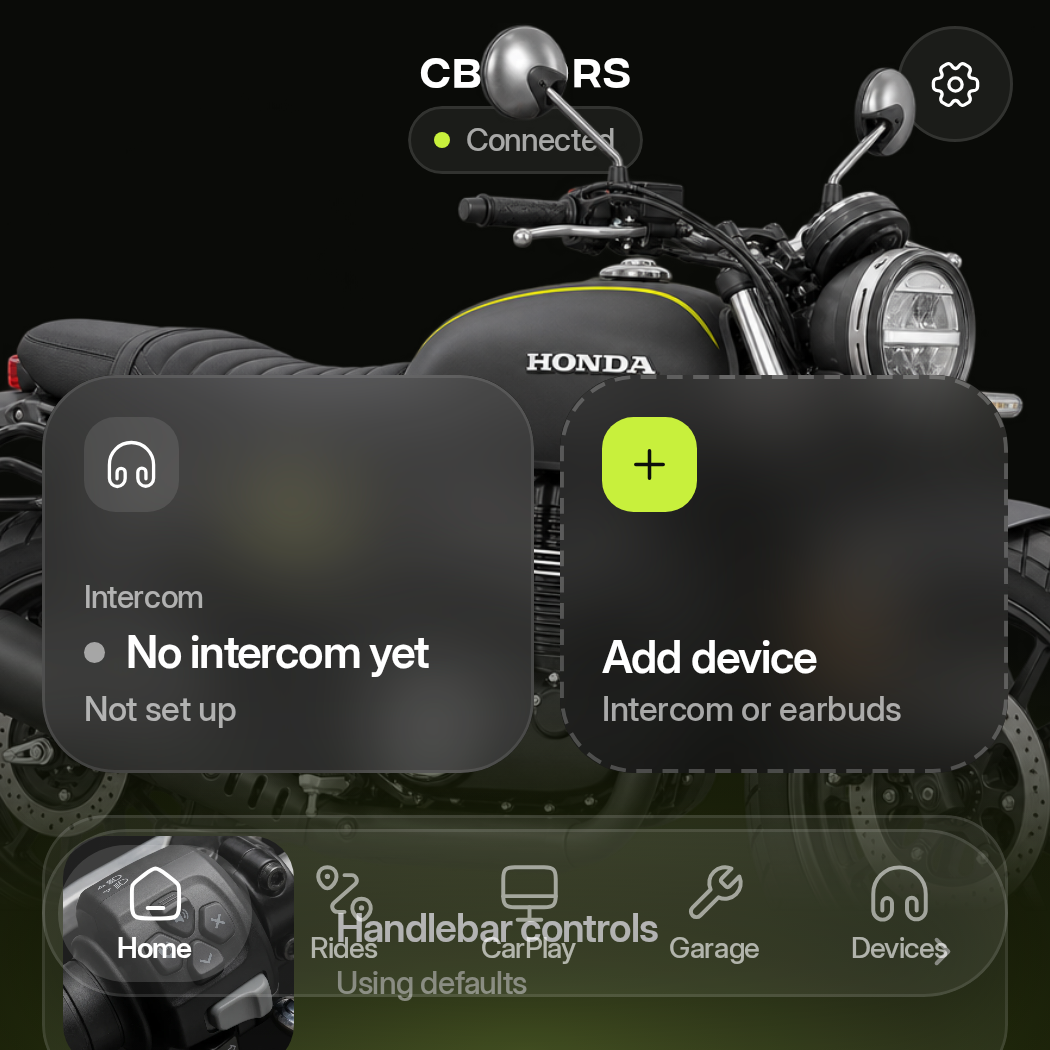 CB RS
Connected
HONDA
Intercom
No intercom yet
Not set up
Add device
Intercom or earbuds
Handlebar controls
Using defaults
Home
Rides
CarPlay
Garage
Devices